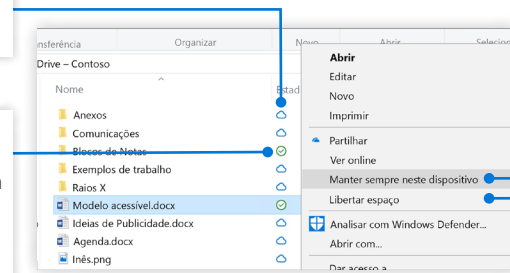 nsferência Organizar Novo Abrir Selecion
Drive – Contoso
Nome Estad
Anexos
Comunicações
Blocos de Notas
Exemplos de trabalho
Raios X
Modelo acessível.docx
Ideias de Publicidade.docx
Agenda.docx
Inês.png
Abrir
Editar
Novo
Imprimir
Partilhar
Ver online
Manter sempre neste dispositivo
Libertar espaço
Analisar com Windows Defender...
Abrir com...
Dar acesso a